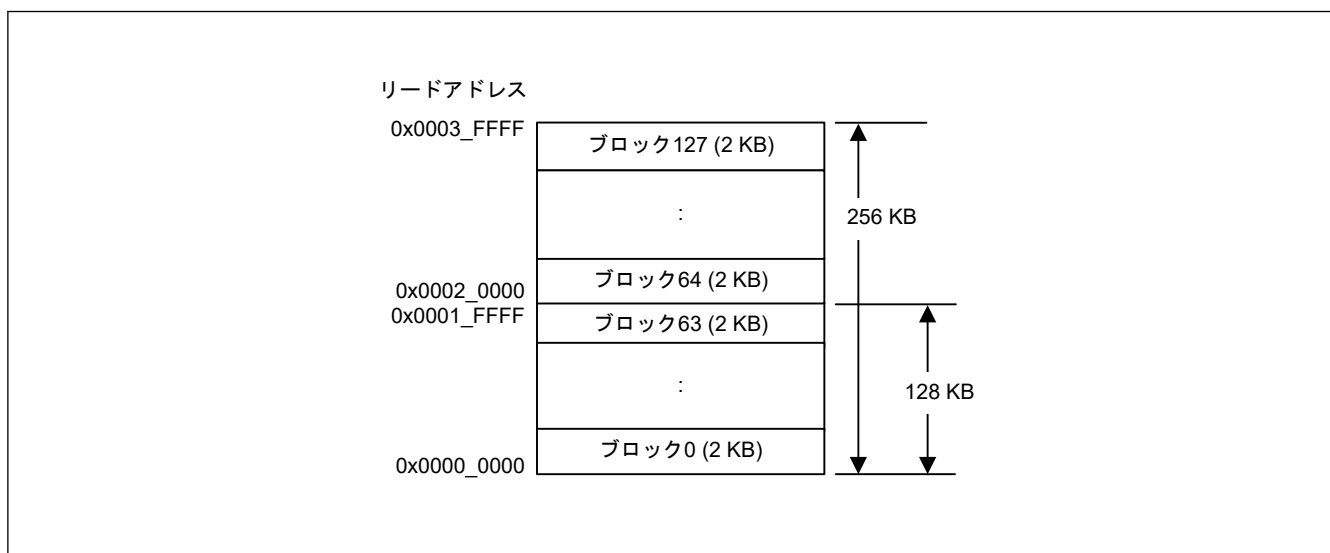 リードアドレス
0x0003_FFFF
ブロック127 (2 KB)
:
256 KB
ブロック64 (2 KB)
0x0002_0000
0x0001_FFFF
ブロック63 (2 KB)
:
128 KB
ブロック0 (2 KB)
0x0000_0000